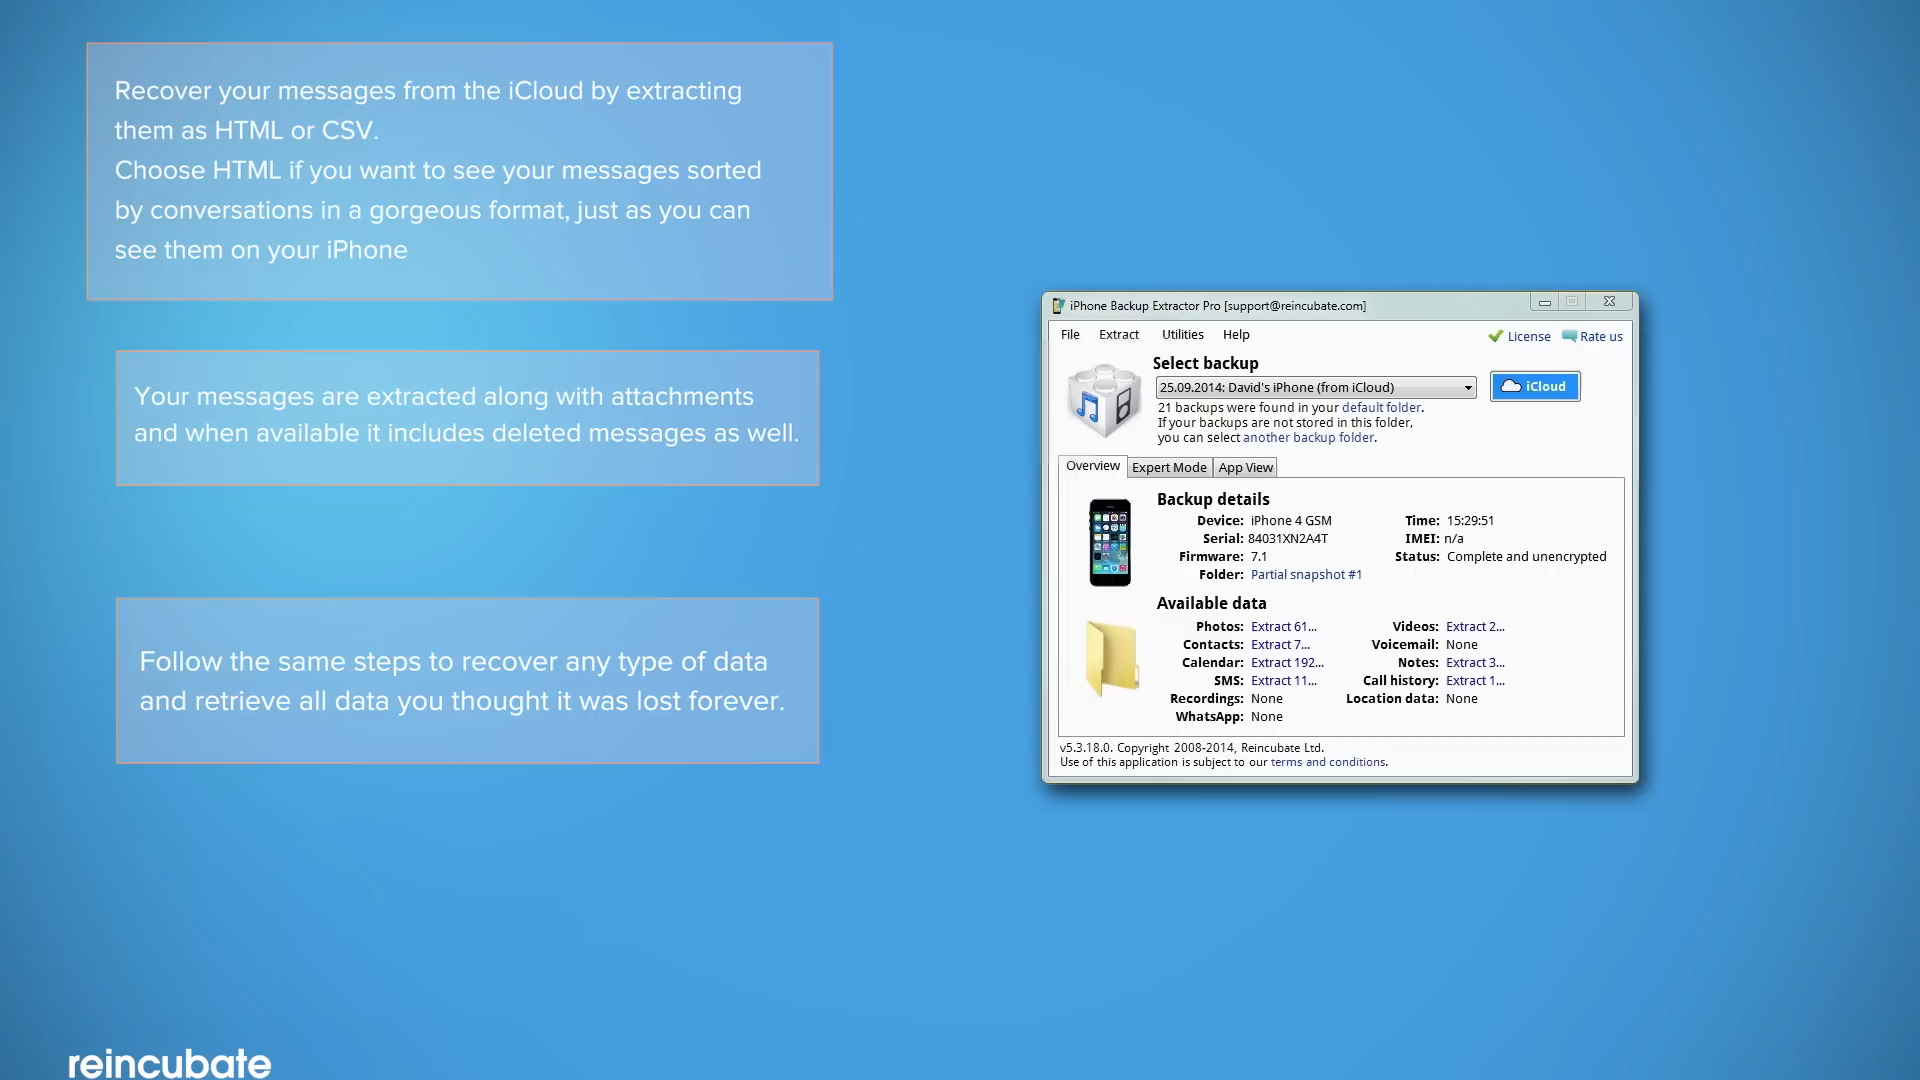 Recover your messages from the iCloud by extracting
them as HTML or CSV.
Choose HTML if you want to see your messages sorted
by conversations in a gorgeous format, just as you can
see them on your iPhone
Your messages are extracted along with attachments
and when available it includes deleted messages as well.
Follow the same steps to recover any type of data
and retrieve all data you thought it was lost forever.
reincubate
iPhone Backup Extractor Pro [support@reincubate.com]
File Extract Utilities Help License Rate us
Select backup
25.09.2014: David's iPhone (from iCloud) iCloud
21 backups were found in your default folder.
If your backups are not stored in this folder,
you can select another backup folder.
Overview Expert Mode App View
Backup details
Device: iPhone 4 GSM Time: 15:29:51
Serial: 84031XN2A4T IMEI: n/a
Firmware: 7.1 Status: Complete and unencrypted
Folder: Partial snapshot #1
Available data
Photos: Extract 61... Videos: Extract 2...
Contacts: Extract 7... Voicemail: None
Calendar: Extract 192... Notes: Extract 3...
SMS: Extract 11... Call history: Extract 1...
Recordings: None Location data: None
WhatsApp: None
v5.3.18.0. Copyright 2008-2014, Reincubate Ltd.
Use of this application is subject to our terms and conditions.